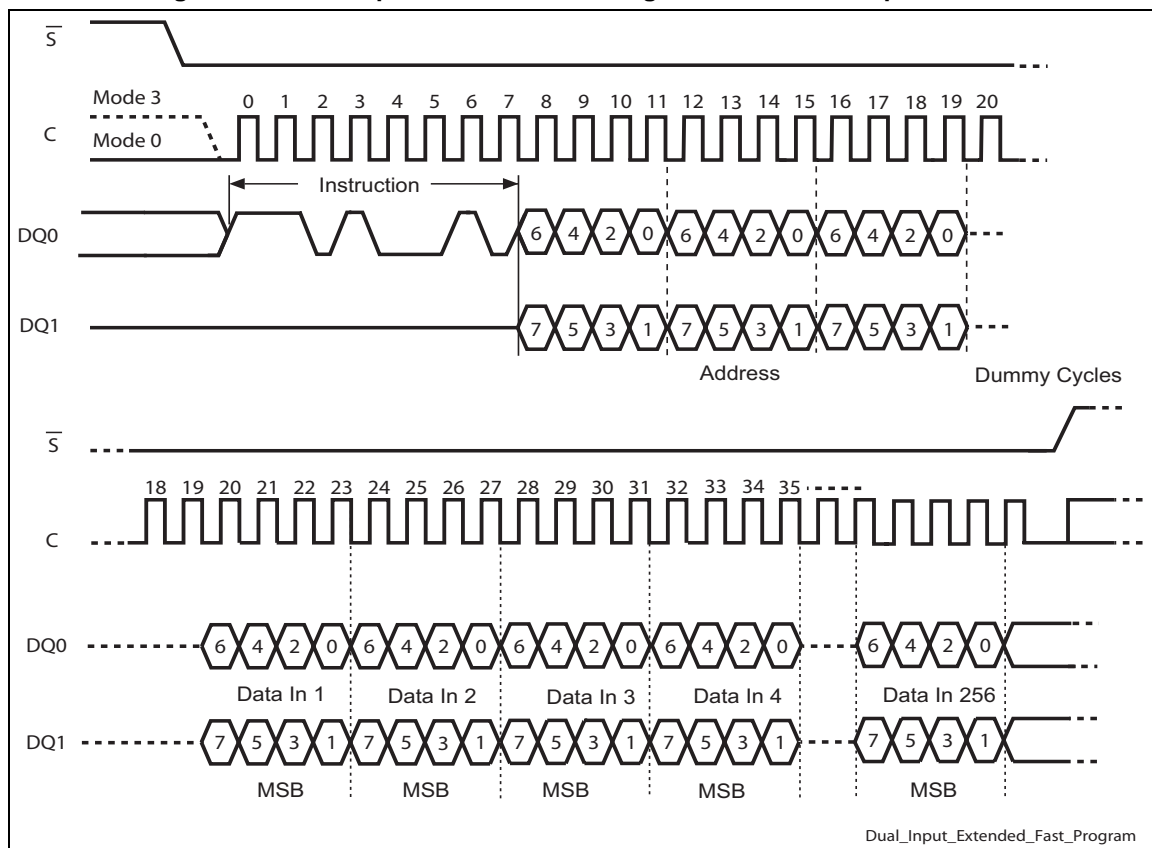 S
Mode 3
0 1 2 3 4 5 6 7 8 9 10 11 12 13 14 15 16 17 18 19 20
C
Mode 0
Instruction
DQ0
6 4 2 0 6 4 2 0 6 4 2 0
DQ1
7 5 3 1 7 5 3 1 7 5 3 1
Address
Dummy Cycles
S
18 19 20 21 22 23 24 25 26 27 28 29 30 31 32 33 34 35
C
DQ0
6 4 2 0 6 4 2 0 6 4 2 0 6 4 2 0 6 4 2 0
Data In 1 Data In 2 Data In 3 Data In 4 Data In 256
DQ1
7 5 3 1 7 5 3 1 7 5 3 1 7 5 3 1 7 5 3 1
MSB MSB MSB MSB MSB
Dual_Input_Extended_Fast_Program